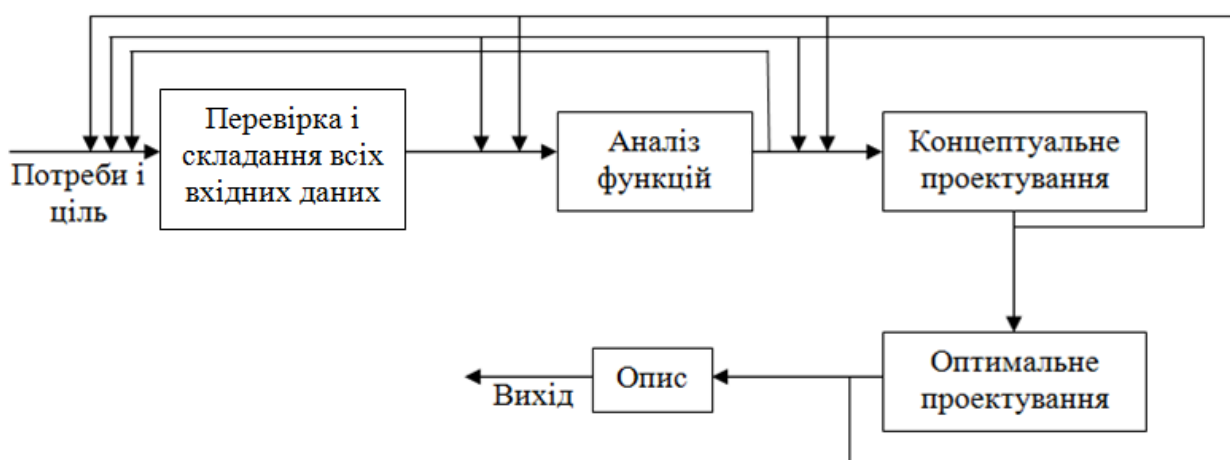 Потреби і
ціль
Перевірка і
складання всіх
вхідних даних
Аналіз
функцій
Концептуальне
проектування
Оптимальне
проектування
Опис
Вихід